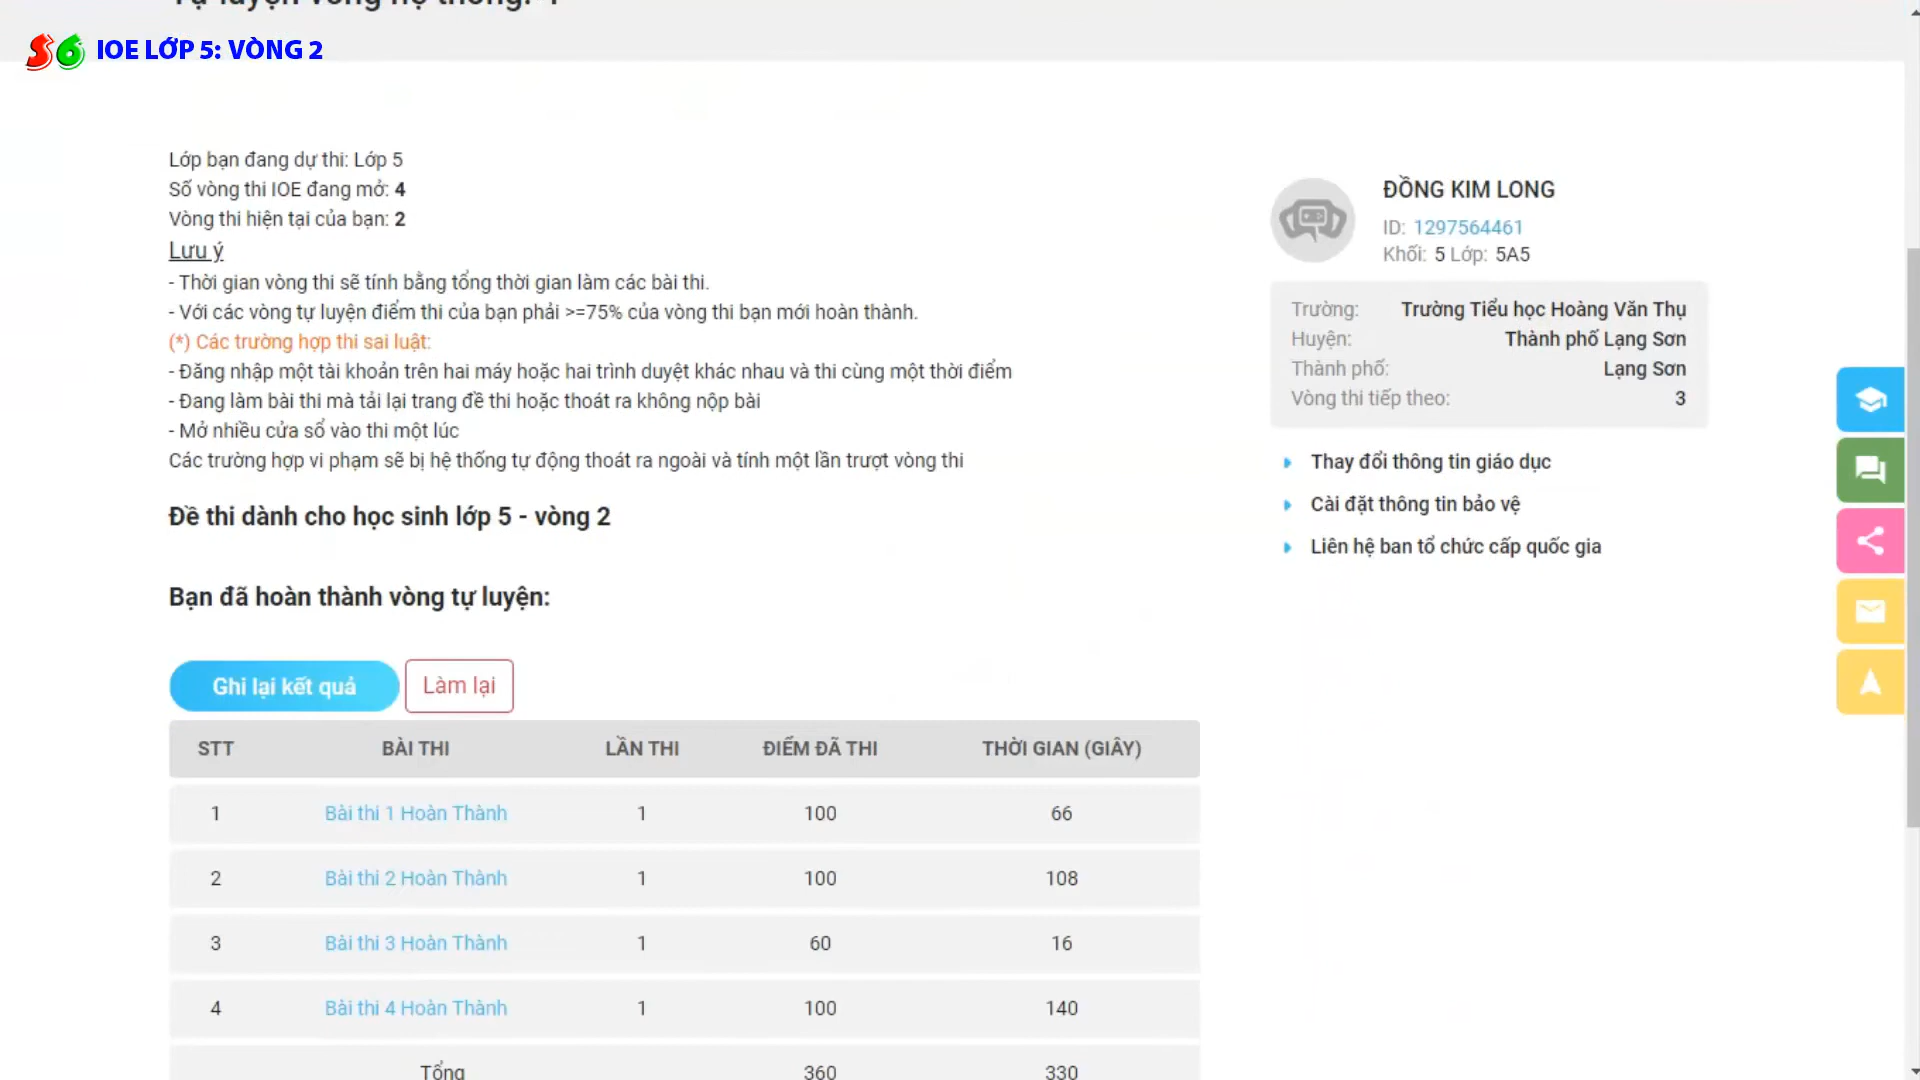 Tự luyện vòng hệ thống: 4
S6 IOE LỚP 5: VÒNG 2
Lớp bạn đang dự thi: Lớp 5
Số vòng thi IOE đang mở: 4
Vòng thi hiện tại của bạn: 2
Lưu ý
- Thời gian vòng thi sẽ tính bằng tổng thời gian làm các bài thi.
- Với các vòng tự luyện điểm thi của bạn phải >=75% của vòng thi bạn mới hoàn thành.
(*) Các trường hợp thi sai luật:
- Đăng nhập một tài khoản trên hai máy hoặc hai trình duyệt khác nhau và thi cùng một thời điểm
- Đang làm bài thi mà tải lại trang đề thi hoặc thoát ra không nộp bài
- Mở nhiều cửa sổ vào thi một lúc
Các trường hợp vi phạm sẽ bị hệ thống tự động thoát ra ngoài và tính một lần trượt vòng thi
Đề thi dành cho học sinh lớp 5 - vòng 2
Bạn đã hoàn thành vòng tự luyện:
Ghi lại kết quả Làm lại
STT BÀI THI LẦN THI ĐIỂM ĐÃ THI THỜI GIAN (GIÂY)
1 Bài thi 1 Hoàn Thành 1 100 66
2 Bài thi 2 Hoàn Thành 1 100 108
3 Bài thi 3 Hoàn Thành 1 60 16
4 Bài thi 4 Hoàn Thành 1 100 140
Tổng 360 330
ĐỒNG KIM LONG
ID: 1297564461
Khối: 5 Lớp: 5A5
Trường: Trường Tiểu học Hoàng Văn Thụ
Huyện: Thành phố Lạng Sơn
Thành phố: Lạng Sơn
Vòng thi tiếp theo: 3
Thay đổi thông tin giáo dục
Cài đặt thông tin bảo vệ
Liên hệ ban tổ chức cấp quốc gia